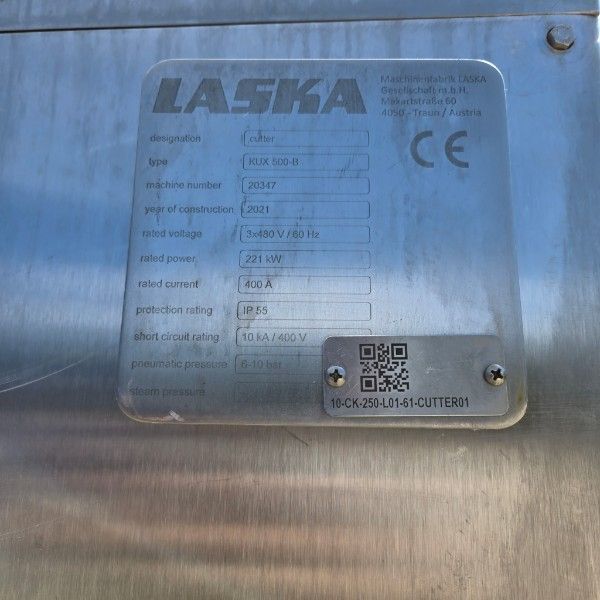 LASKA
Maschinenfabrik LASKA
Gesellschaft m.b.H.
Makartstraße 60
4050 - Traun / Austria
CE
designation cutter
type KUX 500-B
machine number 20347
year of construction 2021
rated voltage 3x480 V / 60 Hz
rated power 221 kW
rated current 400 A
protection rating IP 55
short circuit rating 10 kA / 400 V
pneumatic pressure 6-10 bar
steam pressure
10-CK-250-L01-61-CUTTER01